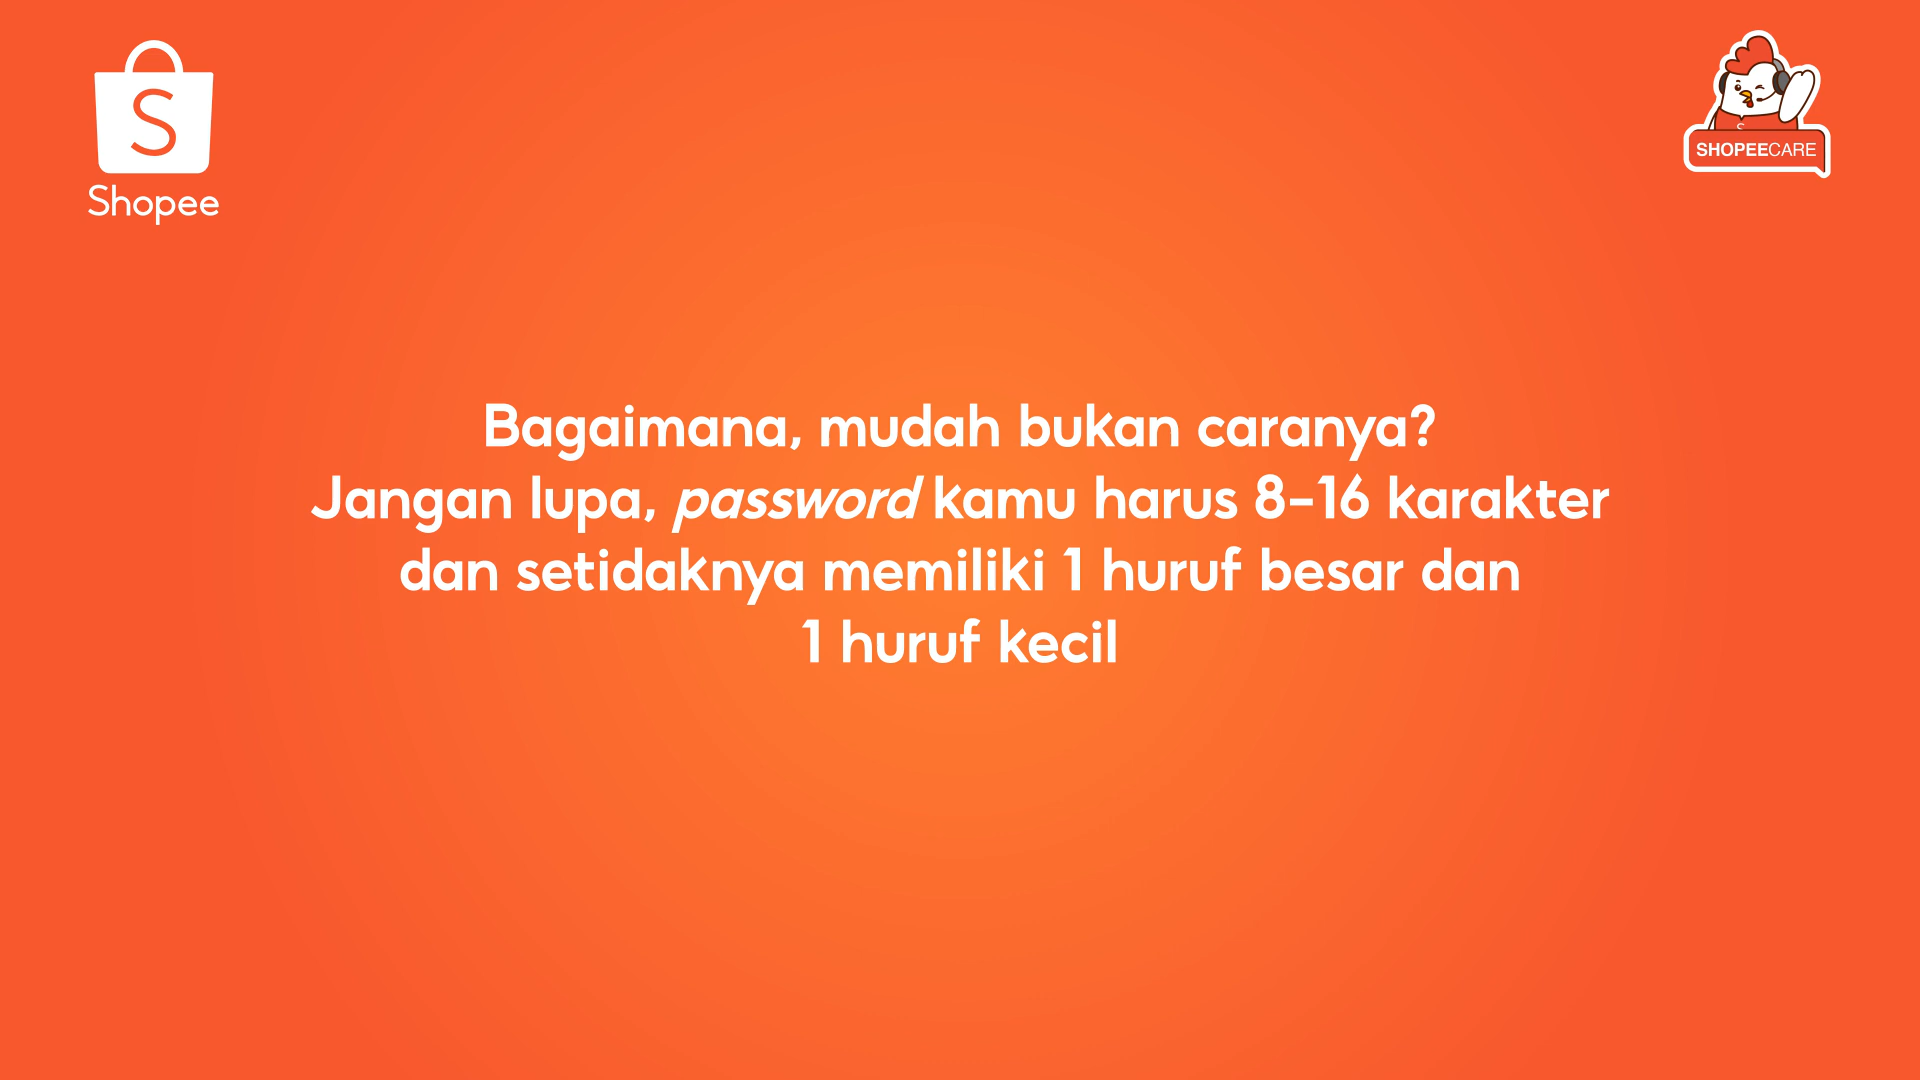 S
Shopee
S
SHOPEECARE
Bagaimana, mudah bukan caranya?
Jangan lupa, password kamu harus 8-16 karakter
dan setidaknya memiliki 1 huruf besar dan
1 huruf kecil